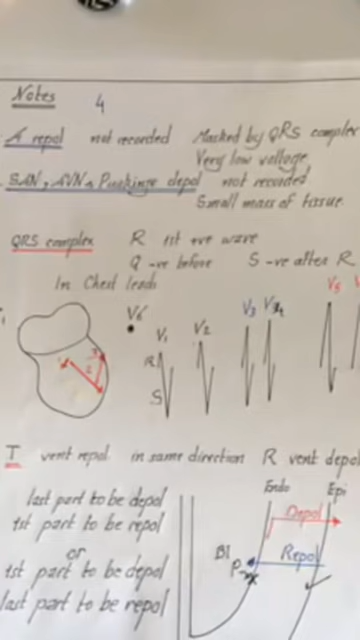 Notes
4
A repol not recorded Masked by QRS complex
Very low voltage
SAN, AVN, Purkinje depol not recorded
Small mass of tissue
QRS complex R 1st +ve wave
Q -ve before S -ve after R
In Chest leads
V6
V1 V2 V3 V4 V5
R
S
2
T vent repol in same direction R vent depol
Endo Epi
last part to be depol
1st part to be repol
or
1st part to be depol
last part to be repol
Depol
Repol
Bl